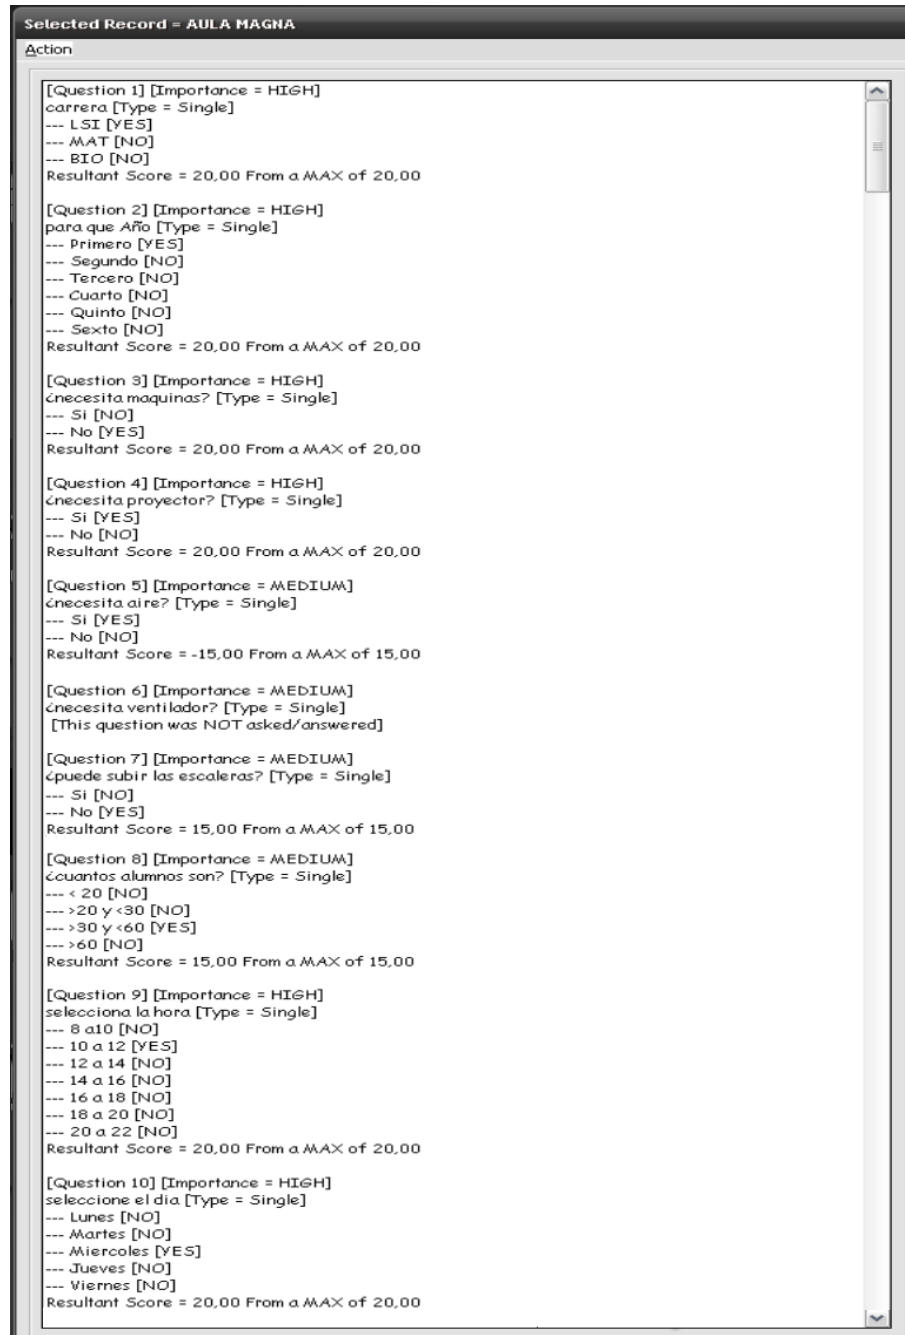 Selected Record = AULA MAGNA
Action
[Question 1] [Importance = HIGH]
carrera [Type = Single]
--- LSI [YES]
--- MAT [NO]
--- BIO [NO]
Resultant Score = 20,00 From a MAX of 20,00
[Question 2] [Importance = HIGH]
para que Año [Type = Single]
--- Primero [YES]
--- Segundo [NO]
--- Tercero [NO]
--- Cuarto [NO]
--- Quinto [NO]
--- Sexto [NO]
Resultant Score = 20,00 From a MAX of 20,00
[Question 3] [Importance = HIGH]
¿necesita maquinas? [Type = Single]
--- Si [NO]
--- No [YES]
Resultant Score = 20,00 From a MAX of 20,00
[Question 4] [Importance = HIGH]
¿necesita proyector? [Type = Single]
--- Si [YES]
--- No [NO]
Resultant Score = 20,00 From a MAX of 20,00
[Question 5] [Importance = MEDIUM]
¿necesita aire? [Type = Single]
--- Si [YES]
--- No [NO]
Resultant Score = -15,00 From a MAX of 15,00
[Question 6] [Importance = MEDIUM]
¿necesita ventilador? [Type = Single]
[This question was NOT asked/answered]
[Question 7] [Importance = MEDIUM]
¿puede subir las escaleras? [Type = Single]
--- Si [NO]
--- No [YES]
Resultant Score = 15,00 From a MAX of 15,00
[Question 8] [Importance = MEDIUM]
¿cuantos alumnos son? [Type = Single]
--- < 20 [NO]
--- >20 y <30 [NO]
--- >30 y <60 [YES]
--- >60 [NO]
Resultant Score = 15,00 From a MAX of 15,00
[Question 9] [Importance = HIGH]
selecciona la hora [Type = Single]
--- 8 a10 [NO]
--- 10 a 12 [YES]
--- 12 a 14 [NO]
--- 14 a 16 [NO]
--- 16 a 18 [NO]
--- 18 a 20 [NO]
--- 20 a 22 [NO]
Resultant Score = 20,00 From a MAX of 20,00
[Question 10] [Importance = HIGH]
seleccione el dia [Type = Single]
--- Lunes [NO]
--- Martes [NO]
--- Miercoles [YES]
--- Jueves [NO]
--- Viernes [NO]
Resultant Score = 20,00 From a MAX of 20,00